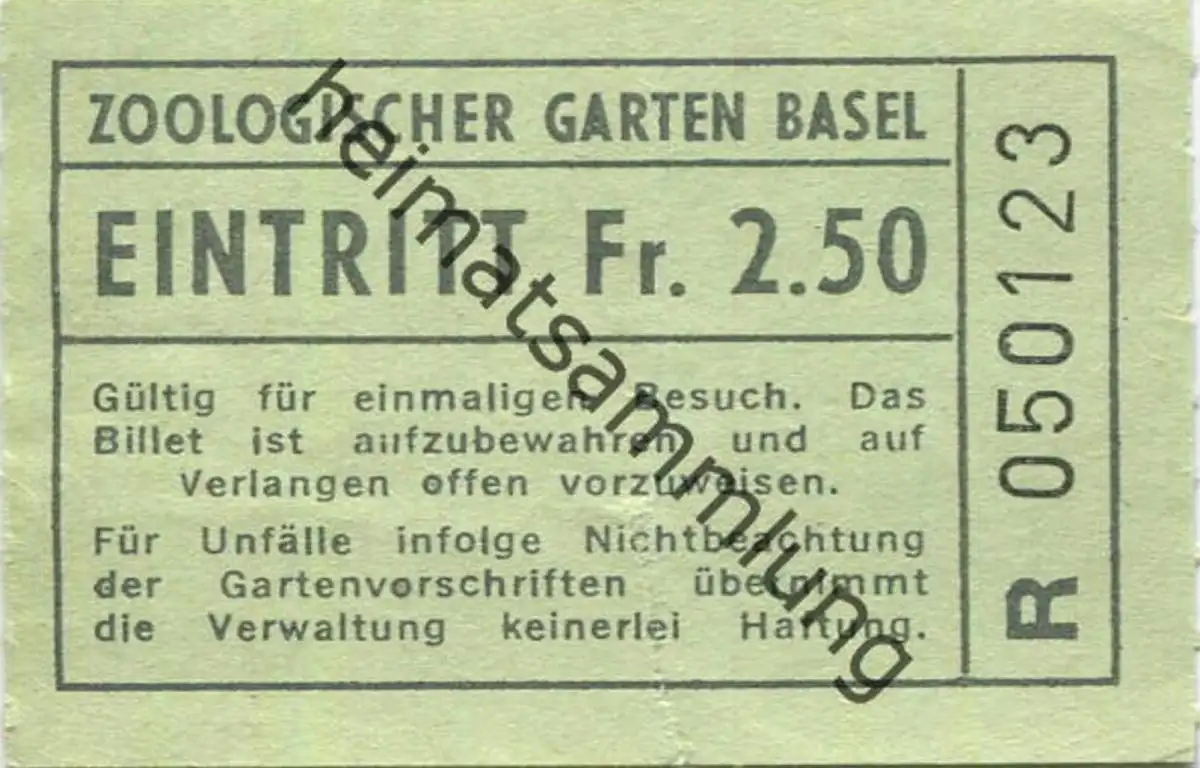 ZOOLOGISCHER GARTEN BASEL
EINTRITT Fr. 2.50
Gültig für einmaligen Besuch. Das
Billet ist aufzubewahren und auf
Verlangen offen vorzuweisen.
Für Unfälle infolge Nichtbeachtung
der Gartenvorschriften übernimmt
die Verwaltung keinerlei Haftung.
R 050123
heimatsammlung